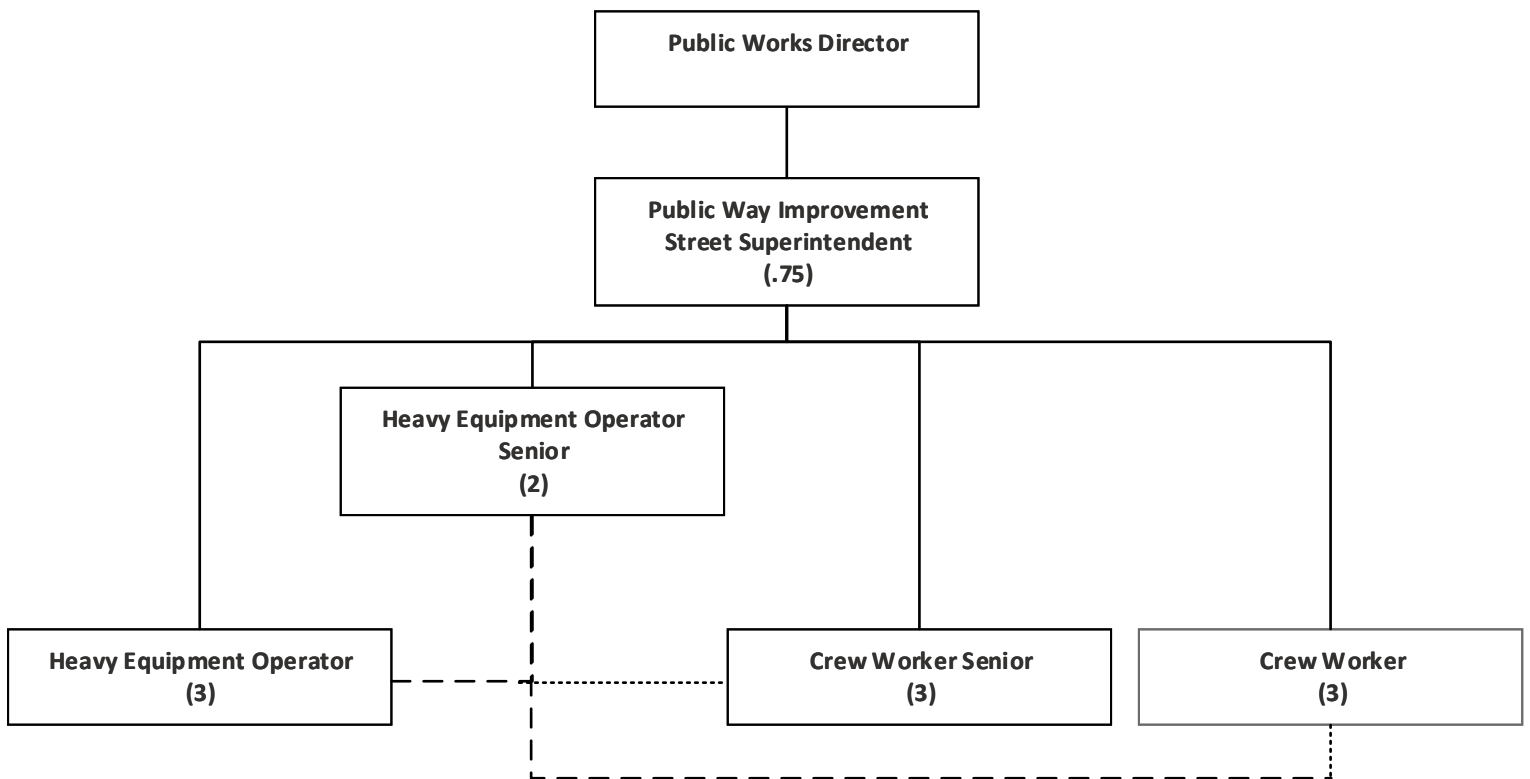 Public Works Director
Public Way Improvement
Street Superintendent
(.75)
Heavy Equipment Operator
Senior
(2)
Heavy Equipment Operator
(3)
Crew Worker Senior
(3)
Crew Worker
(3)